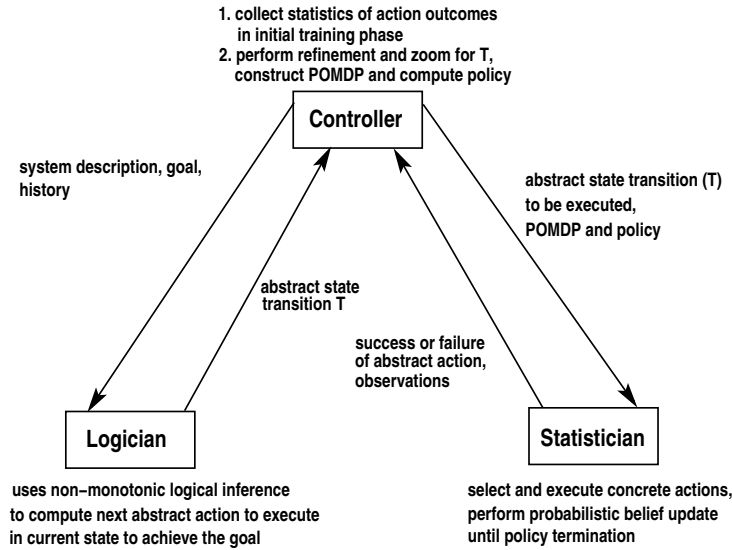 1. collect statistics of action outcomes
in initial training phase
2. perform refinement and zoom for T,
construct POMDP and compute policy
Controller
system description, goal,
history
abstract state transition (T)
to be executed,
POMDP and policy
abstract state
transition T
success or failure
of abstract action,
observations
Logician
Statistician
uses non−monotonic logical inference
to compute next abstract action to execute
in current state to achieve the goal
select and execute concrete actions,
perform probabilistic belief update
until policy termination